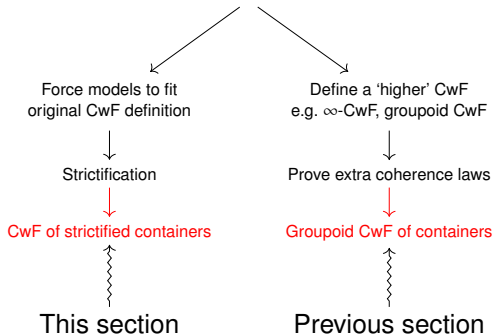 Force models to fit
original CwF definition
Define a ‘higher’ CwF
e.g. ∞-CwF, groupoid CwF
Strictification
Prove extra coherence laws
CwF of strictified containers
Groupoid CwF of containers
This section
Previous section